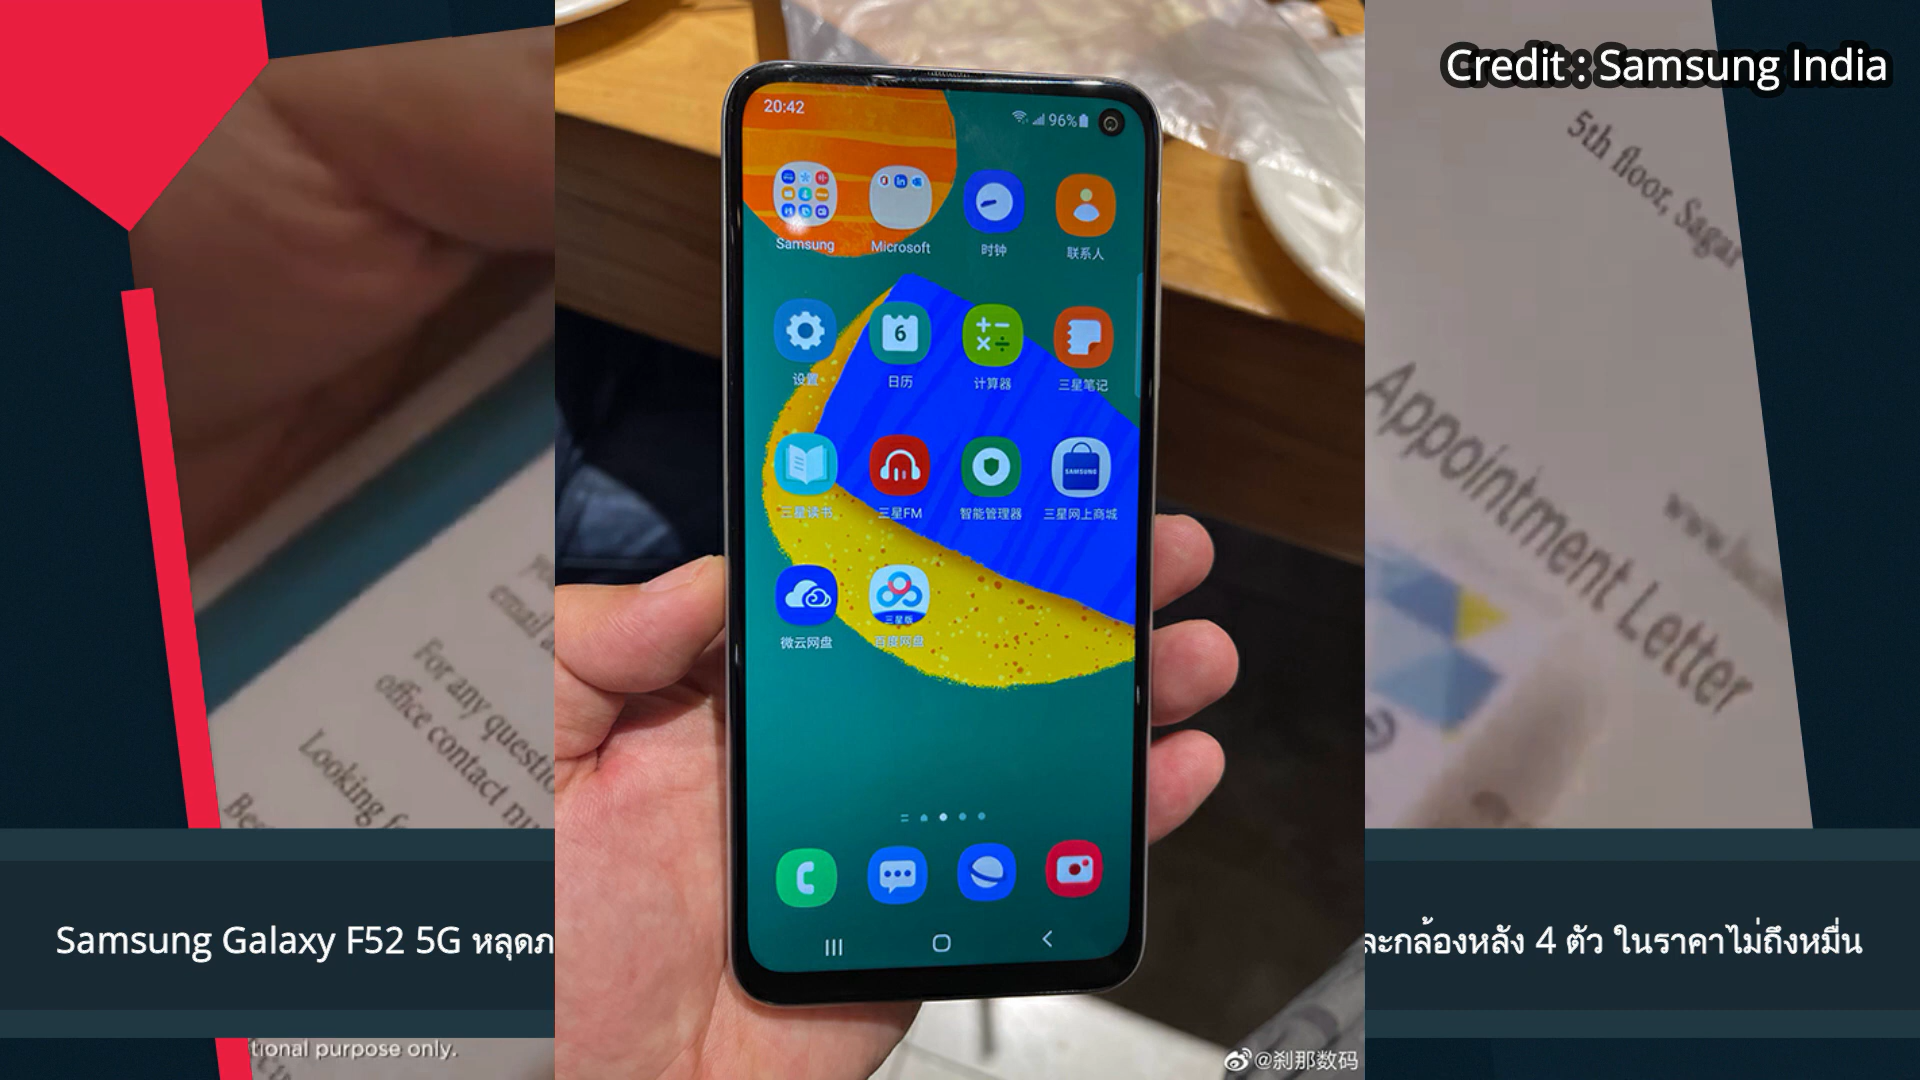 Credit : Samsung India
5th floor, Sagar
Appointment Letter
20:42
96%
Samsung
Microsoft
时钟
联系人
6
设置
日历
计算器
三星笔记
SAMSUNG
三星读书
三星FM
智能管理器
三星网上商城
三星版
微云网盘
百度网盘
email
For any questi
office contact nu
Looking f
Samsung Galaxy F52 5G หลุดภ
ละกล้องหลัง 4 ตัว ในราคาไม่ถึงหมื่น
tional purpose only.
@刹那数码